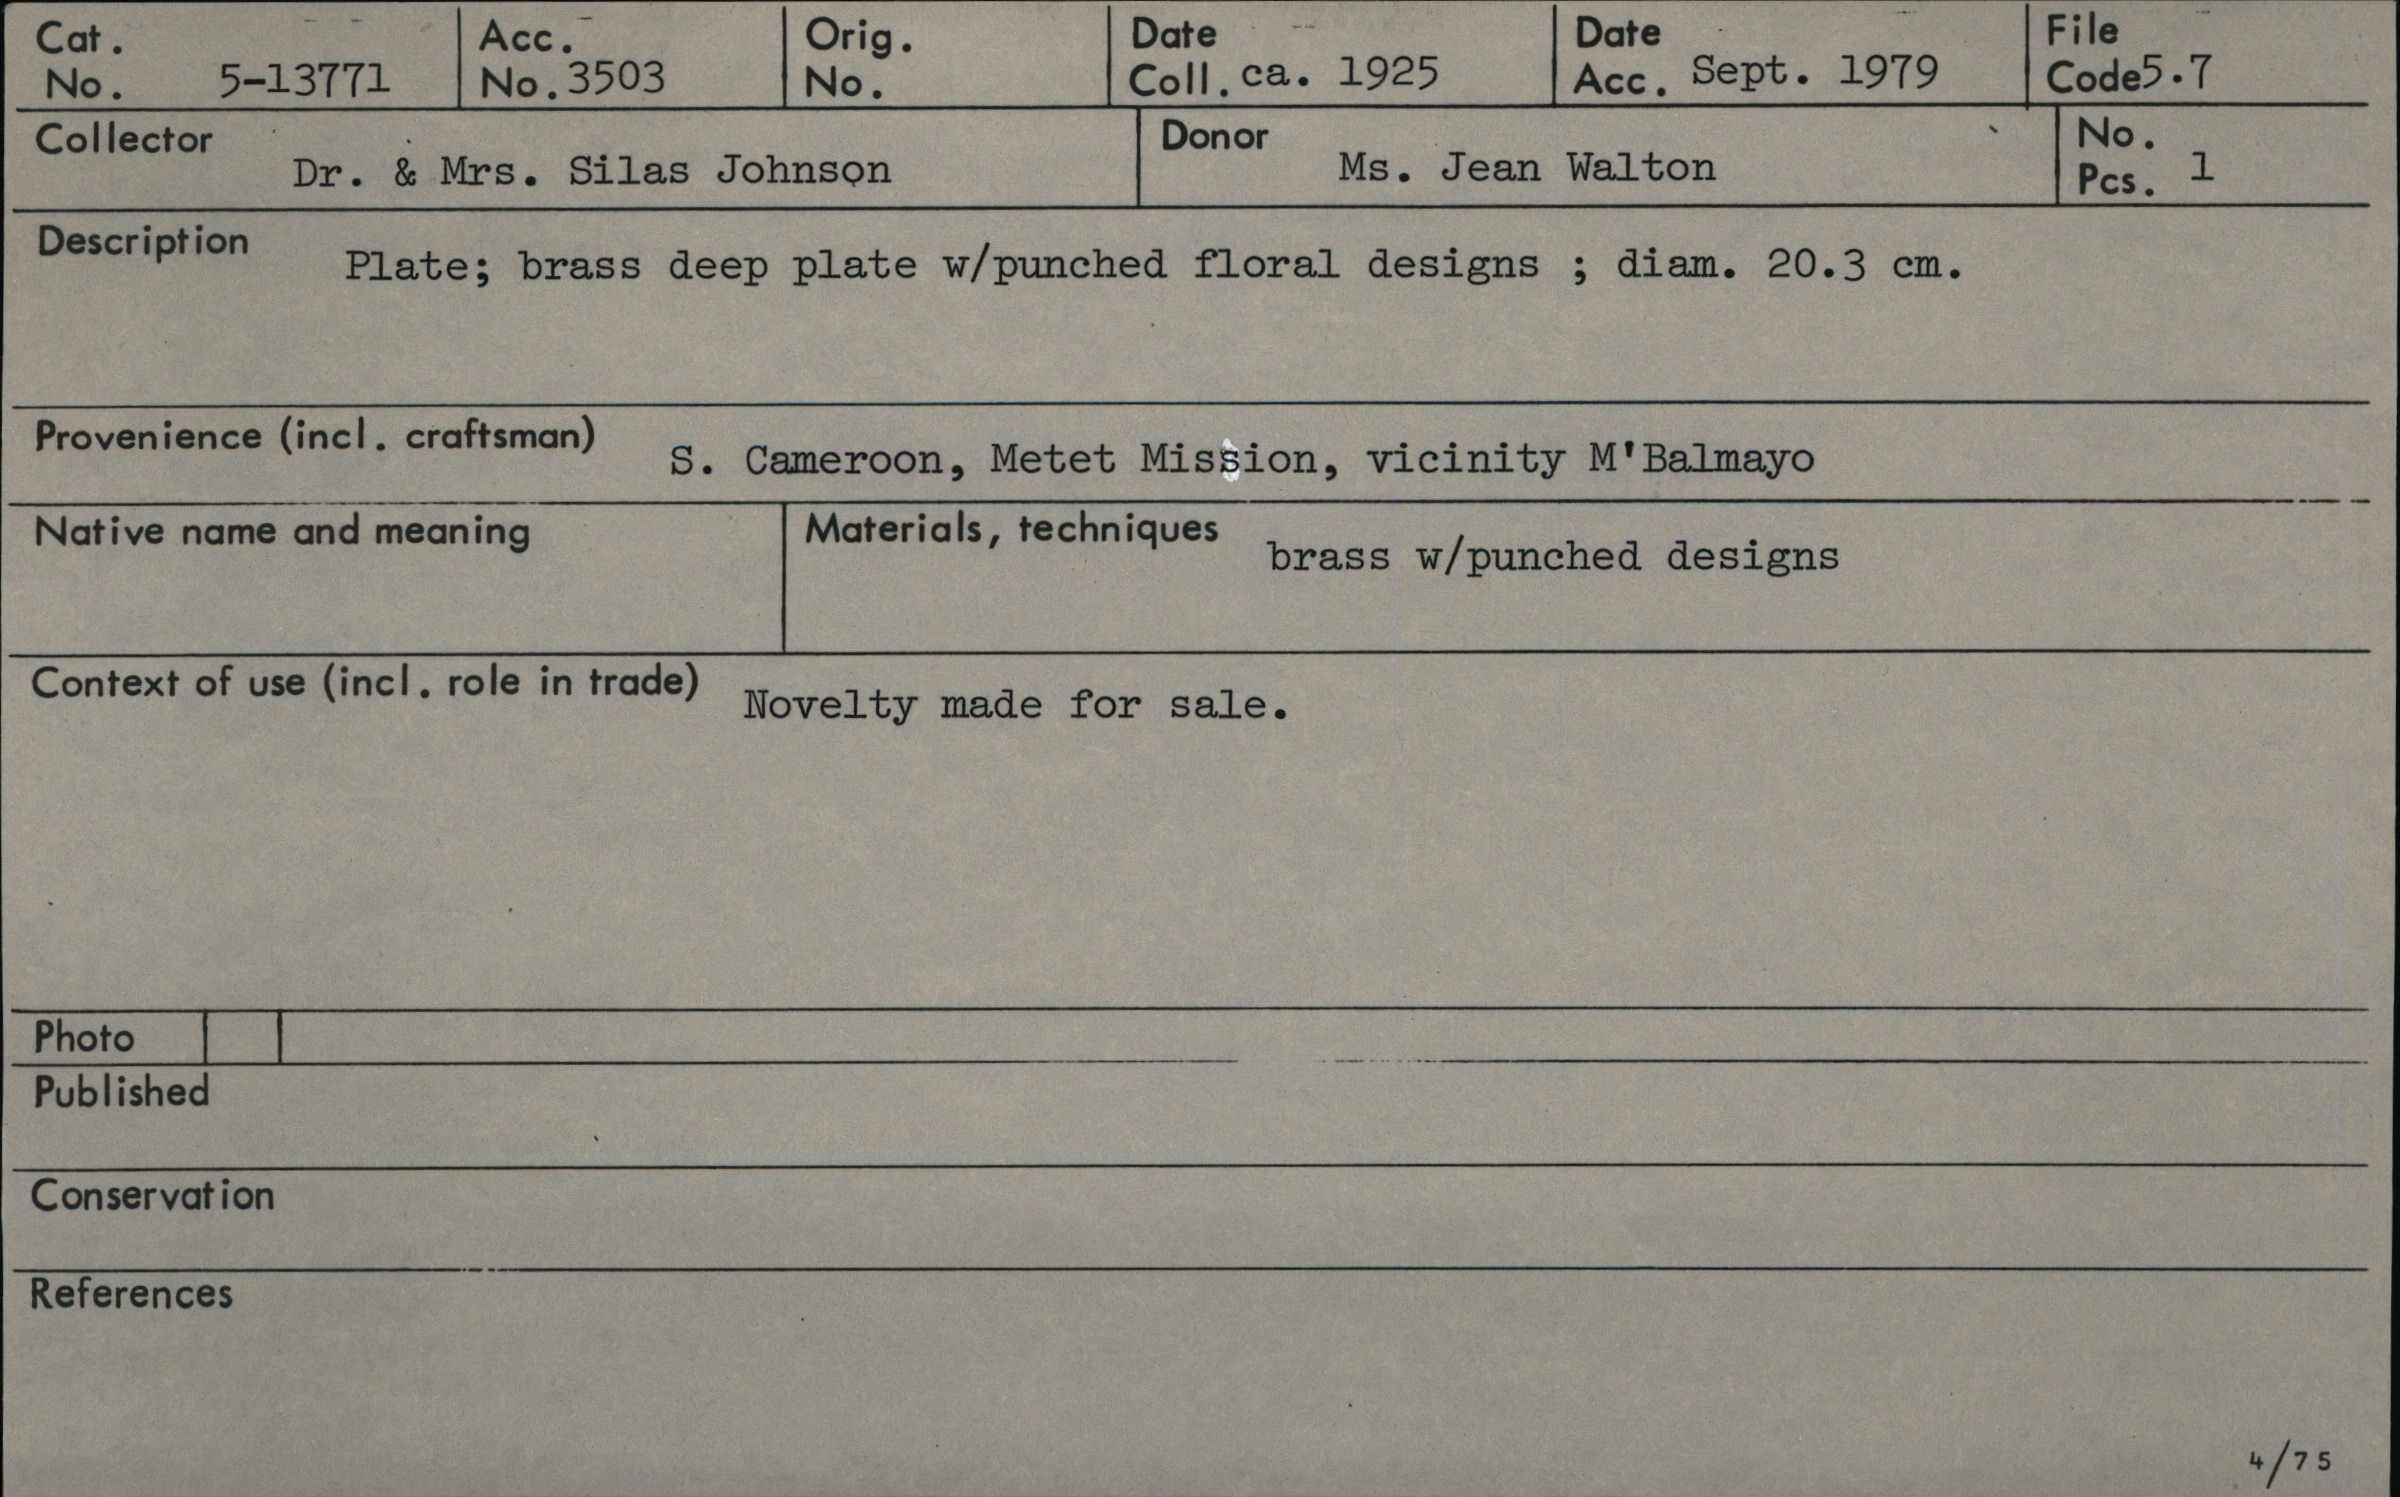 Cat. No. 5-13771
Acc. No. 3503
Orig. No.
Date Coll. ca. 1925
Date Acc. Sept. 1979
File Code 5.7
Collector Dr. & Mrs. Silas Johnson
Donor Ms. Jean Walton
No. Pcs. 1
Description Plate; brass deep plate w/punched floral designs ; diam. 20.3 cm.
Provenience (incl. craftsman) S. Cameroon, Metet Mission, vicinity M'Balmayo
Native name and meaning
Materials, techniques brass w/punched designs
Context of use (incl. role in trade) Novelty made for sale.
Photo
Published
Conservation
References
4/75